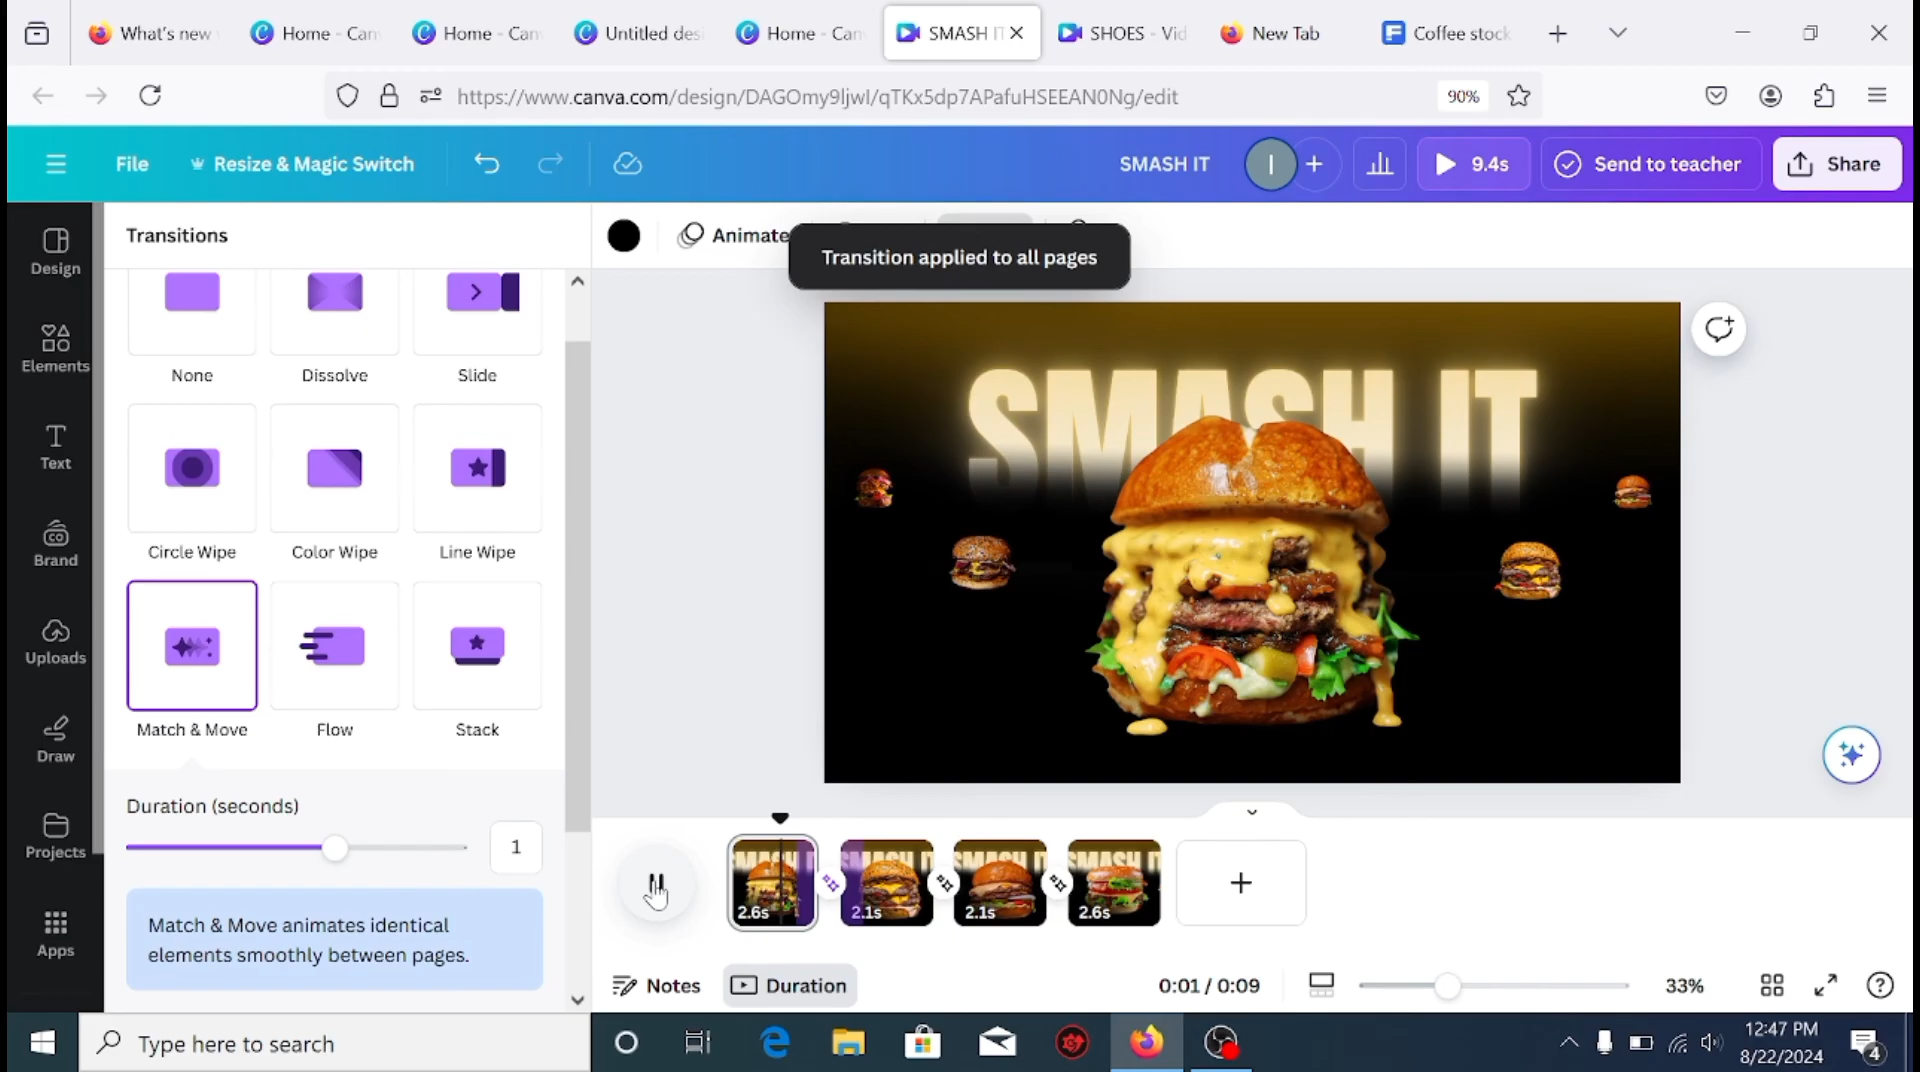 What's new
Home - Can
Home - Can
Untitled des
Home - Can
SMASH IT
SHOES - Vid
New Tab
Coffee stock
https://www.canva.com/design/DAGOmy9ljwI/qTKx5dp7APafuHSEEAN0Ng/edit
90%
File
Resize & Magic Switch
SMASH IT
I
9.4s
Send to teacher
Share
Design
Elements
Text
Brand
Uploads
Draw
Projects
Apps
Transitions
None
Dissolve
Slide
Circle Wipe
Color Wipe
Line Wipe
Match & Move
Flow
Stack
Duration (seconds)
1
Match & Move animates identical
elements smoothly between pages.
Animate
Transition applied to all pages
SMASH IT
2.6s
2.1s
2.1s
2.6s
Notes
Duration
0:01 / 0:09
33%
Type here to search
12:47 PM
8/22/2024
4